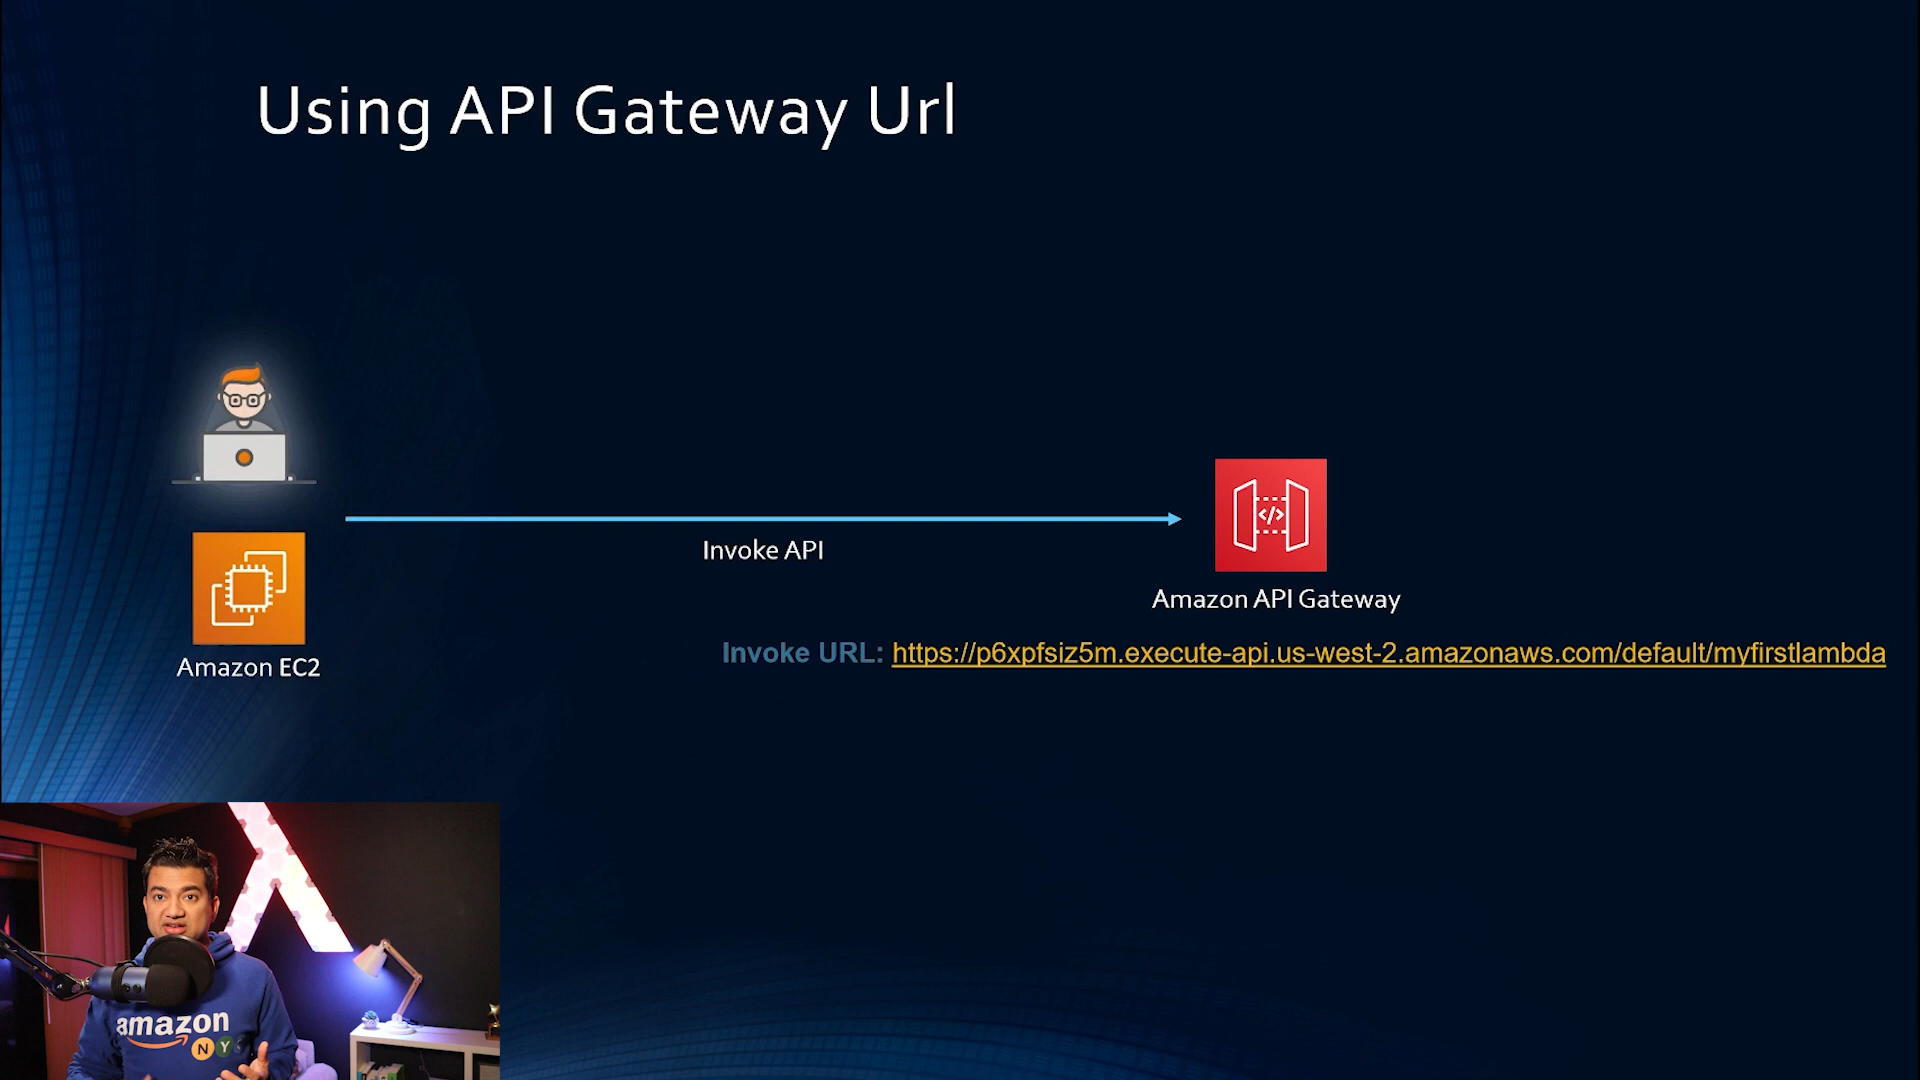 Using API Gateway Url
Invoke API
Amazon API Gateway
Amazon EC2
Invoke URL: https://p6xpfsiz5m.execute-api.us-west-2.amazonaws.com/default/myfirstlambda
amazon
NY